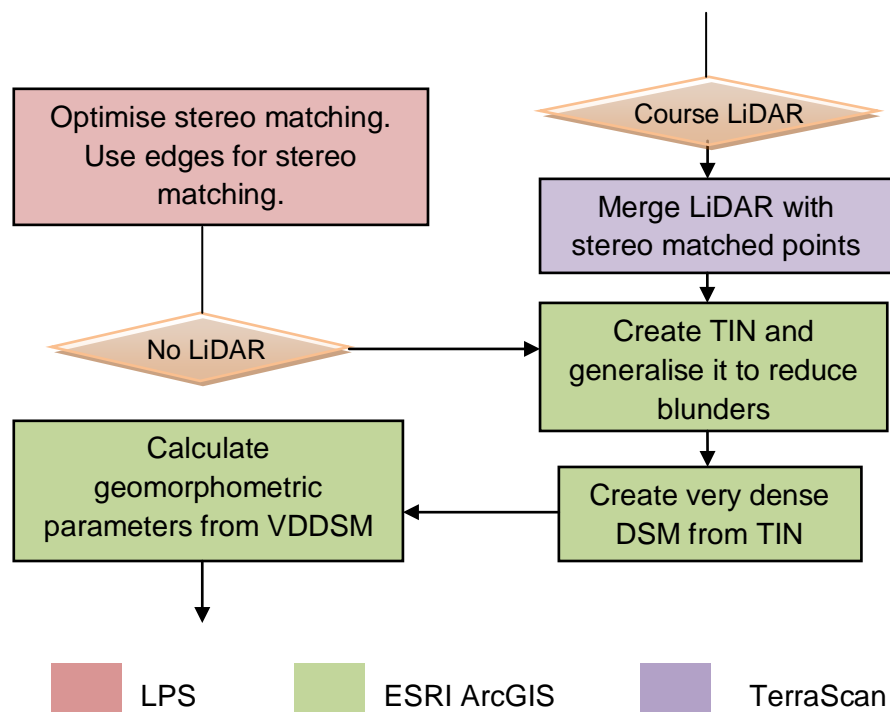 Optimise stereo matching.
Use edges for stereo
matching.
Course LiDAR
Merge LiDAR with
stereo matched points
No LiDAR
Create TIN and
generalise it to reduce
blunders
Calculate
geomorphometric
parameters from VDDSM
Create very dense
DSM from TIN
LPS
ESRI ArcGIS
TerraScan